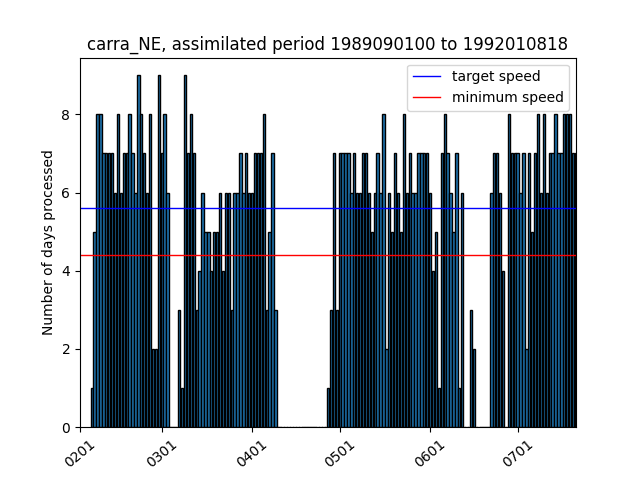 carra_NE, assimilated period 1989090100 to 1992010818
target speed
minimum speed
Number of days processed
8
6
4
2
0
0201
0301
0401
0501
0601
0701